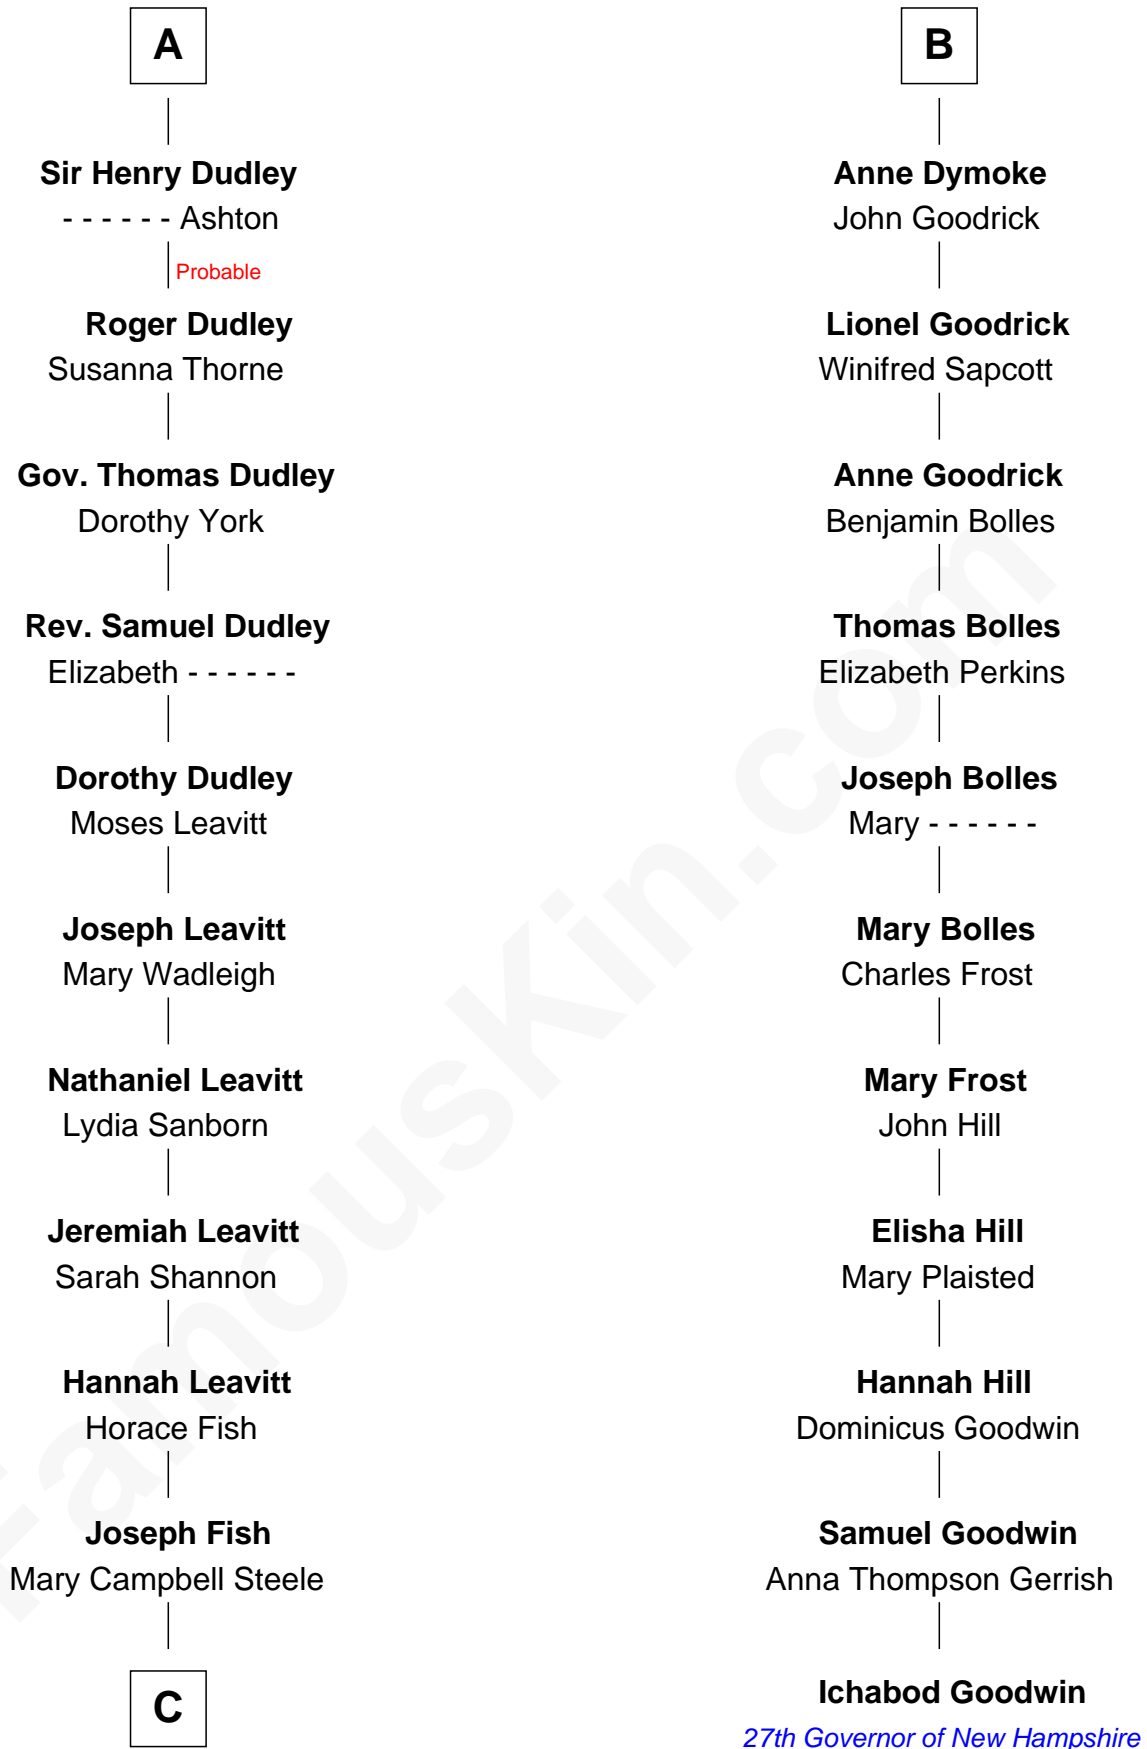 A
Sir Henry Dudley
- - - - - - Ashton
Probable
Roger Dudley
Susanna Thorne
Gov. Thomas Dudley
Dorothy York
Rev. Samuel Dudley
Elizabeth - - - - - -
Dorothy Dudley
Moses Leavitt
Joseph Leavitt
Mary Wadleigh
Nathaniel Leavitt
Lydia Sanborn
Jeremiah Leavitt
Sarah Shannon
Hannah Leavitt
Horace Fish
Joseph Fish
Mary Campbell Steele
C
B
Anne Dymoke
John Goodrick
Lionel Goodrick
Winifred Sapcott
Anne Goodrick
Benjamin Bolles
Thomas Bolles
Elizabeth Perkins
Joseph Bolles
Mary - - - - - -
Mary Bolles
Charles Frost
Mary Frost
John Hill
Elisha Hill
Mary Plaisted
Hannah Hill
Dominicus Goodwin
Samuel Goodwin
Anna Thompson Gerrish
Ichabod Goodwin
27th Governor of New Hampshire
FamousKin.com